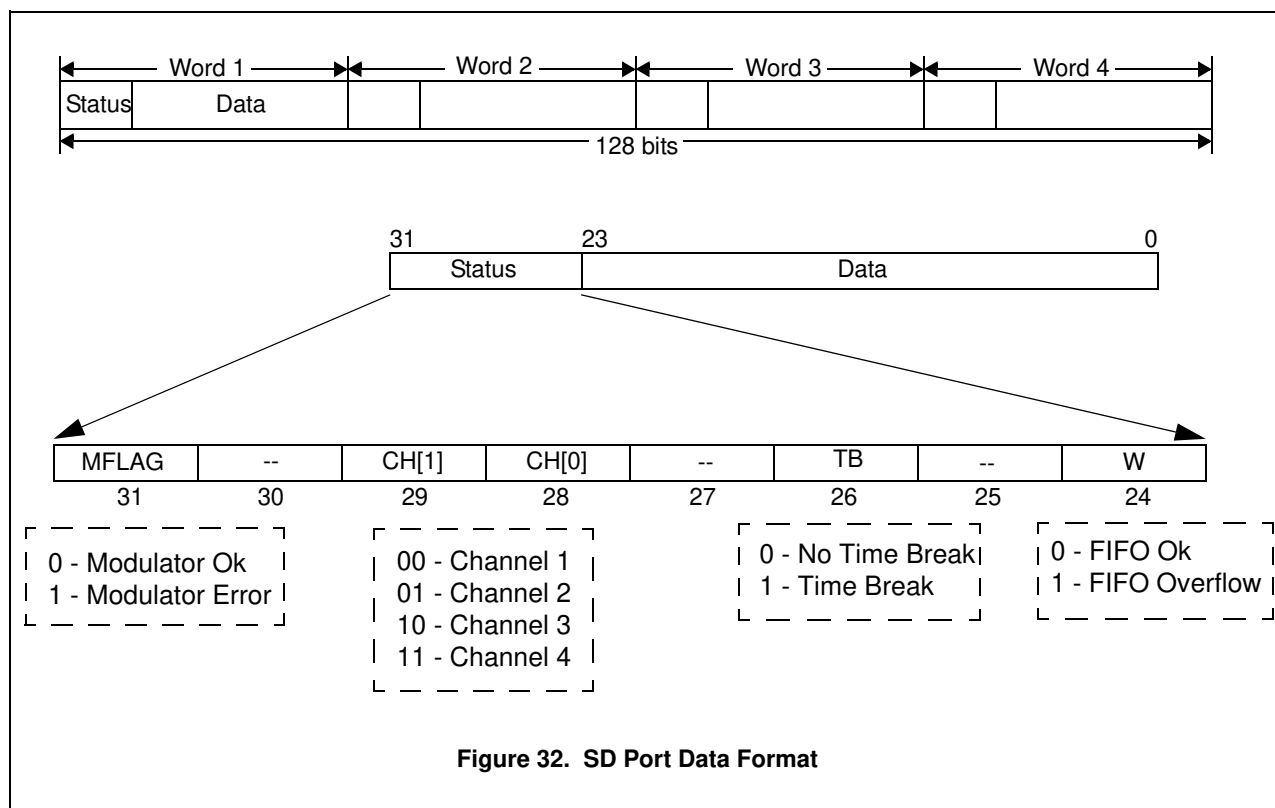 Word 1 Word 2 Word 3 Word 4
Status Data
128 bits
31 23 0
Status Data
MFLAG -- CH[1] CH[0] -- TB -- W
31 30 29 28 27 26 25 24
0 - Modulator Ok
1 - Modulator Error
00 - Channel 1
01 - Channel 2
10 - Channel 3
11 - Channel 4
0 - No Time Break
1 - Time Break
0 - FIFO Ok
1 - FIFO Overflow
Figure 32. SD Port Data Format